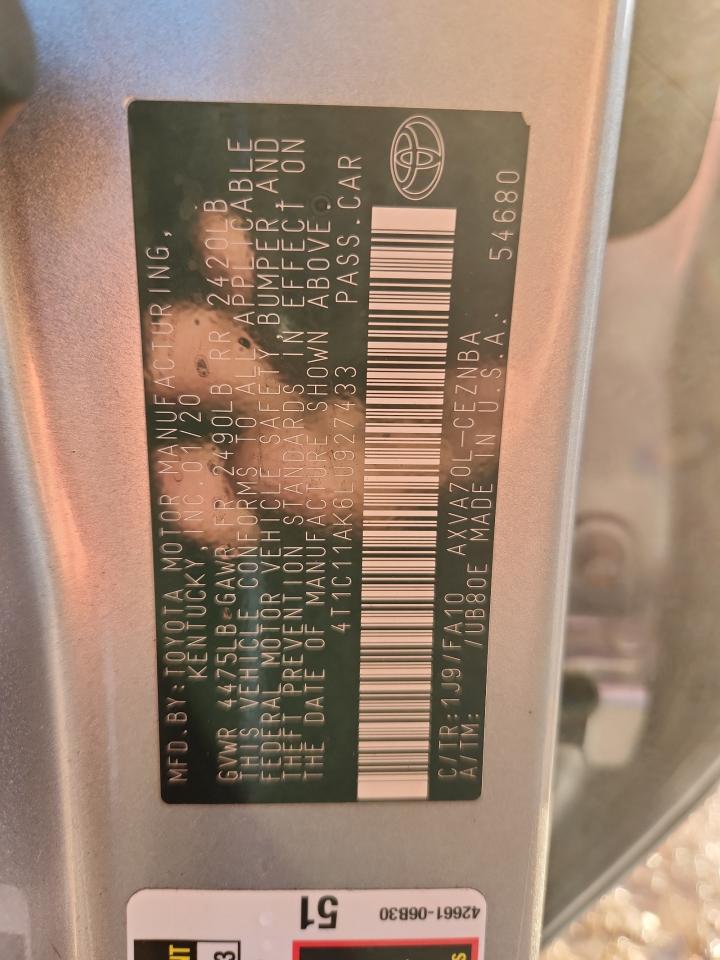 MFD.BY:TOYOTA MOTOR MANUFACTURING,
KENTUCKY, INC.01/20
GVWR 4475LB GAWR FR 2490LB RR 2420LB
THIS VEHICLE CONFORMS TO ALL APPLICABLE
FEDERAL MOTOR VEHICLE SAFETY, BUMPER, AND
THEFT PREVENTION STANDARDS IN EFFECT ON
THE DATE OF MANUFACTURE SHOWN ABOVE.
4T1C11AK6LU927433 PASS.CAR
C/TR:1J9/FA10 AXVA70L-CEZNBA
A/TM: /UB80E MADE IN U.S.A. 54680
51
42661-06B30